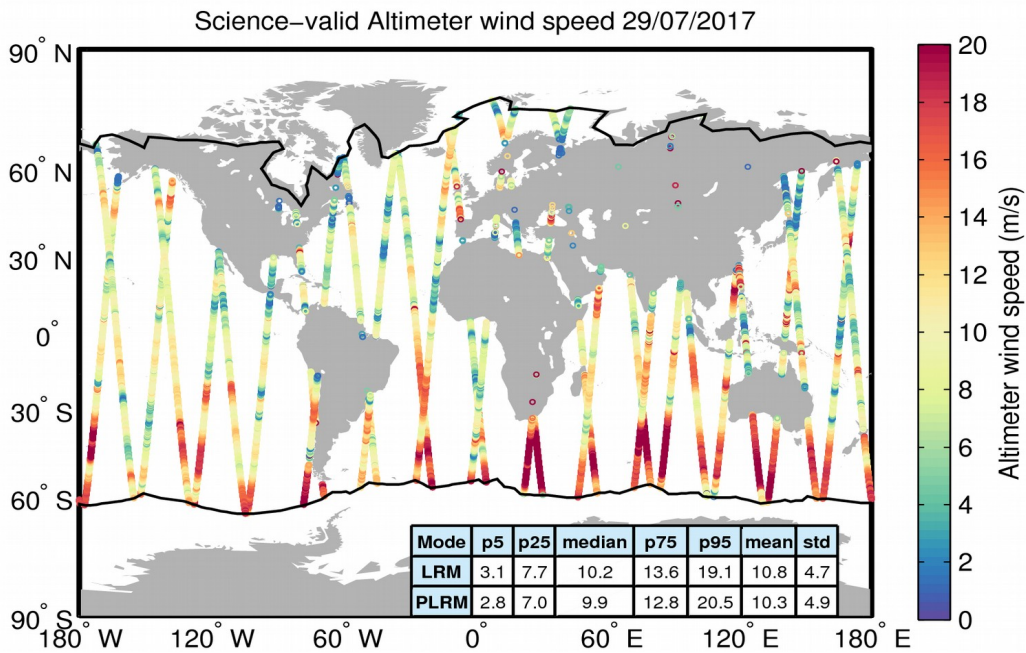 Science−valid Altimeter wind speed 29/07/2017
90° N
60° N
30° N
0°
30° S
60° S
90° S
180° W
120° W
60° W
0°
60° E
120° E
180° E
Mode p5 p25 median p75 p95 mean std
LRM 3.1 7.7 10.2 13.6 19.1 10.8 4.7
PLRM 2.8 7.0 9.9 12.8 20.5 10.3 4.9
20
18
16
14
12
10
8
6
4
2
0
Altimeter wind speed (m/s)